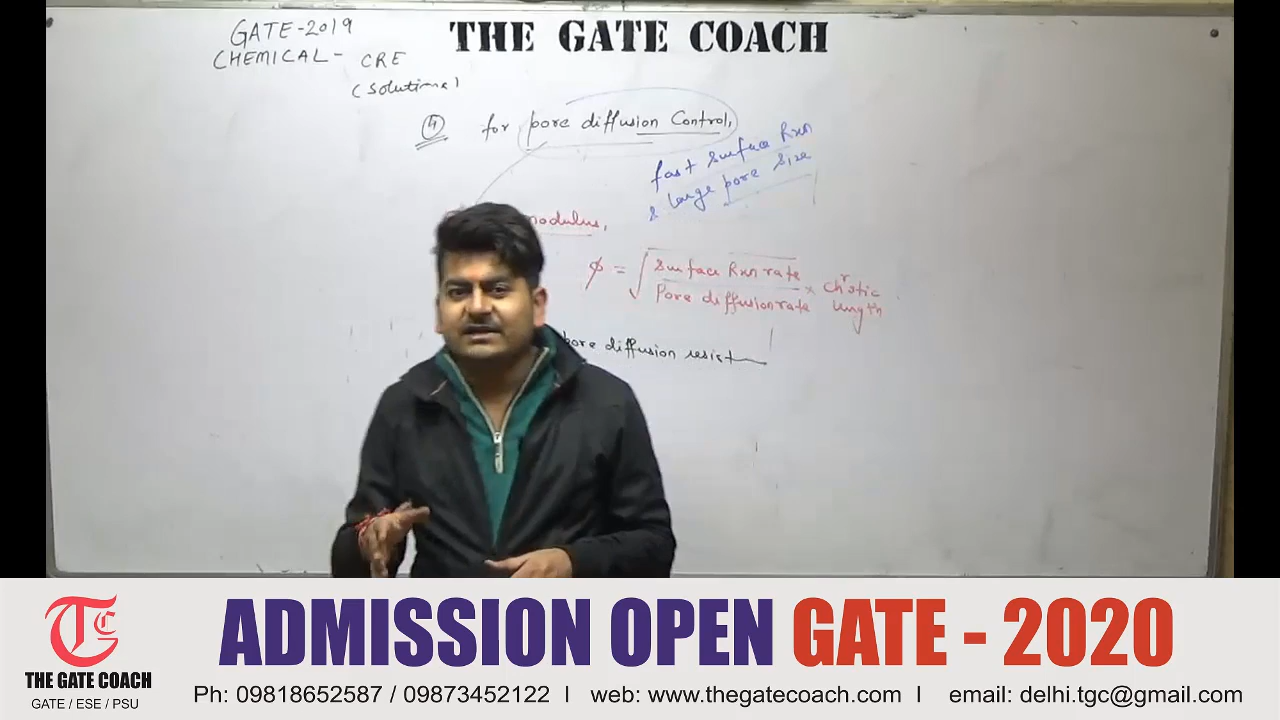 GATE-2019
CHEMICAL- CRE
(Solutions)
THE GATE COACH
(4) for pore diffusion Control,
fast surface Rxn
& large pore size
modulus,
φ = √ Surface Rxn rate
Pore diffusion rate × chrstic
length
pore diffusion resist
Tc
THE GATE COACH
GATE / ESE / PSU
ADMISSION OPEN GATE - 2020
Ph: 09818652587 / 09873452122 I web: www.thegatecoach.com I email: delhi.tgc@gmail.com